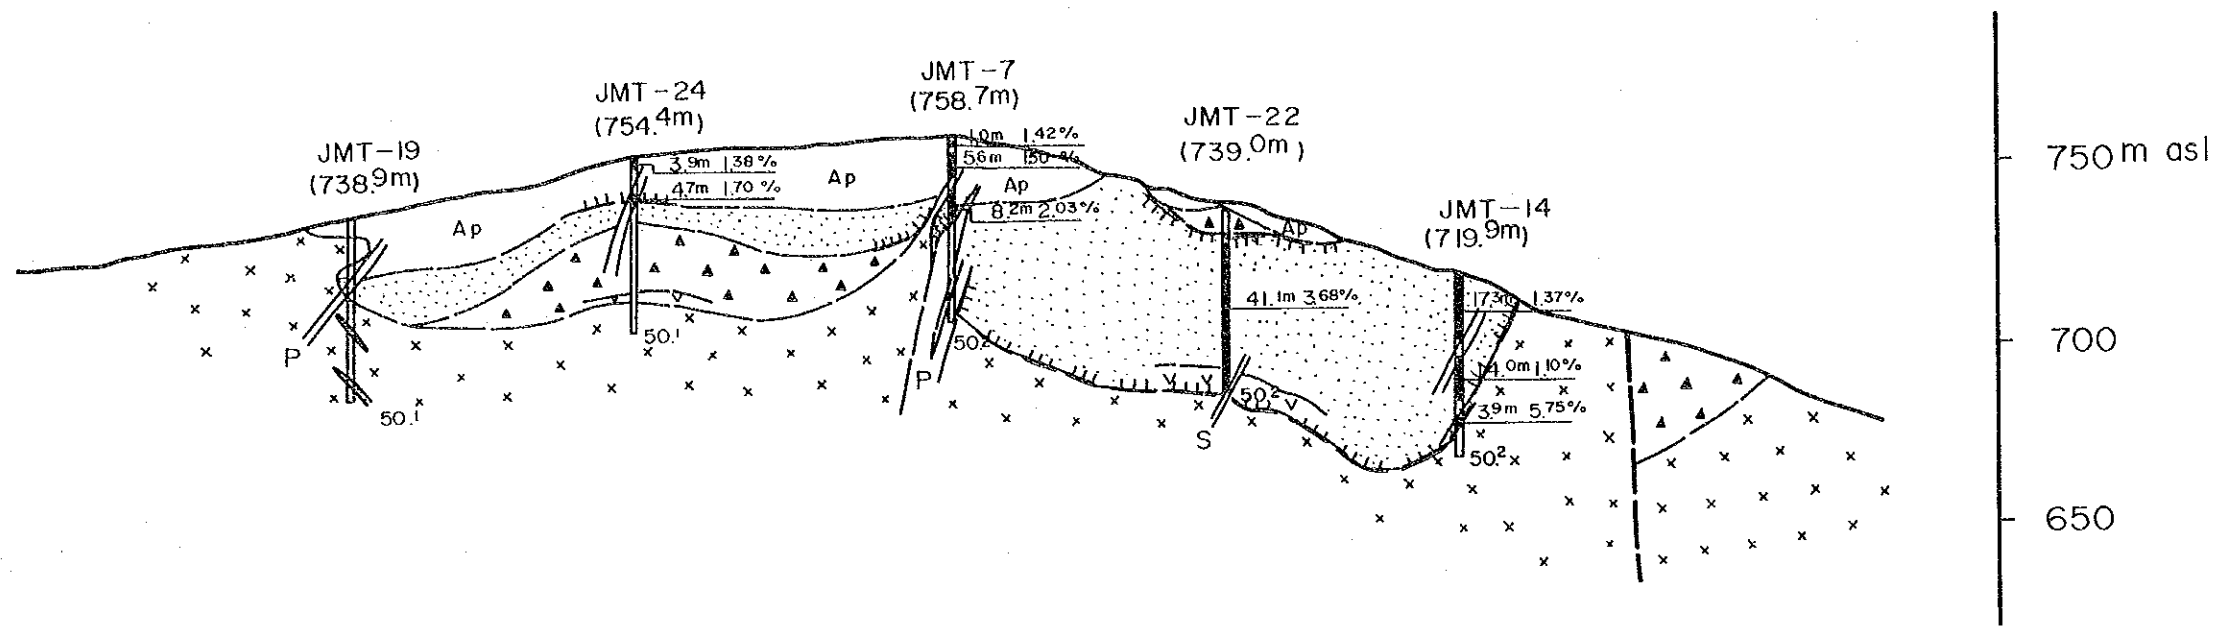 JMT-7
(758.7m)
JMT-24
(754.4m)
JMT-22
(739.0m)
JMT-19
(738.9m)
JMT-14
(719.9m)
1.0m 1.42%
5.6m 1.50%
3.9m 1.38%
4.7m 1.70%
8.2m 2.03%
Ap
Ap
Ap
Ap
41.1m 3.68%
17.3m 1.37%
14.0m 1.10%
3.9m 5.75%
50.1
50.1
50.2
50.2
50.2
P
P
S
750m asl
700
650